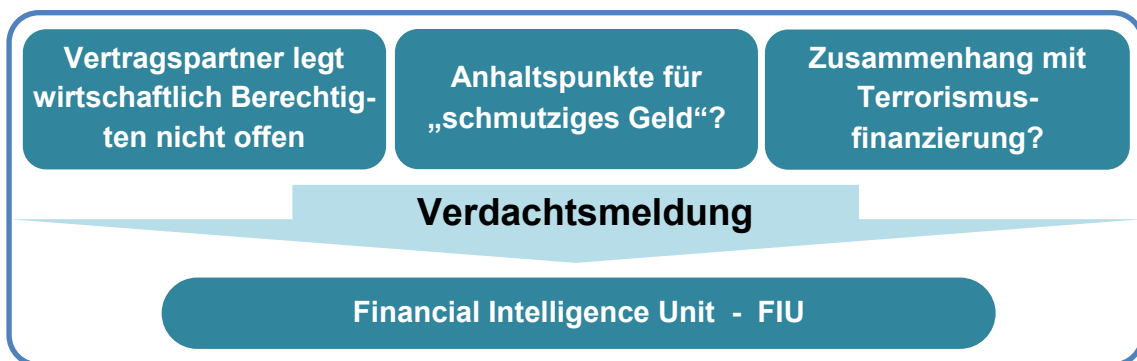 Vertragspartner legt
wirtschaftlich Berechtig-
ten nicht offen
Anhaltspunkte für
„schmutziges Geld“?
Zusammenhang mit
Terrorismus-
finanzierung?
Verdachtsmeldung
Financial Intelligence Unit - FIU